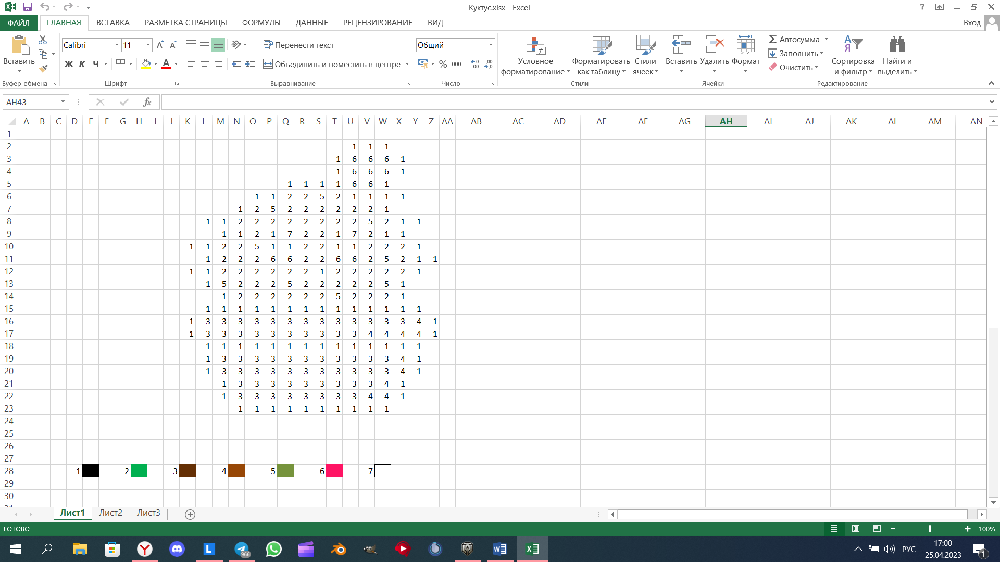 Куктус.xlsx - Excel
?
ФАЙЛ ГЛАВНАЯ ВСТАВКА РАЗМЕТКА СТРАНИЦЫ ФОРМУЛЫ ДАННЫЕ РЕЦЕНЗИРОВАНИЕ ВИД
Вход
Вставить
Буфер обмена
Calibri 11
Ж К Ч
Шрифт
Перенести текст
Объединить и поместить в центре
Выравнивание
Общий
% 000
Число
Условное форматирование
Форматировать как таблицу
Стили ячеек
Стили
Вставить Удалить Формат
Ячейки
Автосумма
Заполнить
Очистить
Сортировка и фильтр
Найти и выделить
Редактирование
AH43
A B C D E F G H I J K L M N O P Q R S T U V W X Y Z AA AB AC AD AE AF AG AH AI AJ AK AL AM AN
1
2 1 1 1
3 1 6 6 6 1
4 1 6 6 6 1
5 1 1 1 1 6 6 1
6 1 1 2 2 5 2 1 1 1 1
7 1 2 5 2 2 2 2 2 2 1
8 1 1 2 2 2 2 2 2 2 2 5 2 1 1
9 1 1 2 1 7 2 2 1 7 2 1 1
10 1 1 2 2 5 1 1 2 2 1 1 2 2 2 1
11 1 2 2 2 6 6 2 2 6 6 2 5 2 1 1
12 1 1 2 2 2 2 2 2 1 2 2 2 2 2 1
13 1 5 2 2 2 5 2 2 2 2 2 5 1
14 1 2 2 2 2 2 2 5 2 2 2 1
15 1 1 1 1 1 1 1 1 1 1 1 1 1 1
16 1 3 3 3 3 3 3 3 3 3 3 3 3 3 4 1
17 1 3 3 3 3 3 3 3 3 3 3 4 4 4 4 1
18 1 1 1 1 1 1 1 1 1 1 1 1 1 1
19 1 3 3 3 3 3 3 3 3 3 3 3 4 1
20 1 3 3 3 3 3 3 3 3 3 3 3 4 1
21 1 3 3 3 3 3 3 3 3 3 4 1
22 1 3 3 3 3 3 3 3 3 4 4 1
23 1 1 1 1 1 1 1 1 1 1
24
25
26
27
28 1 2 3 4 5 6 7
29
30
Лист1 Лист2 Лист3
ГОТОВО
100%
966
РУС
17:00
25.04.2023
1